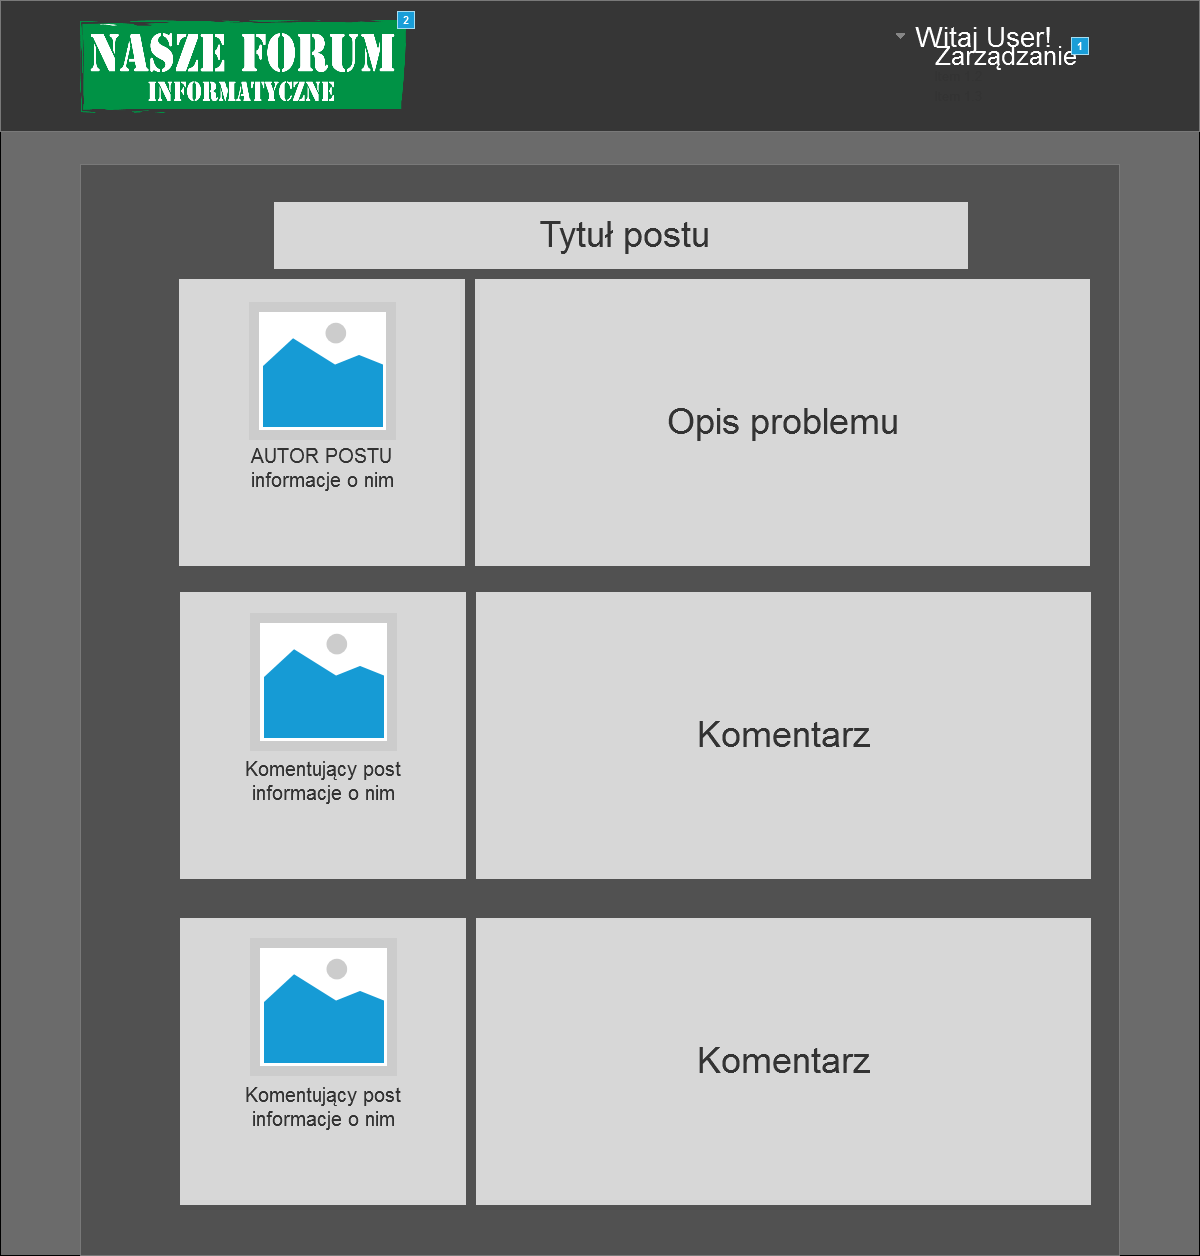 NASZE FORUM
INFORMATYCZNE
2
Witaj User!
Zarządzanie
1
Tytuł postu
AUTOR POSTU
informacje o nim
Opis problemu
Komentujący post
informacje o nim
Komentarz
Komentujący post
informacje o nim
Komentarz